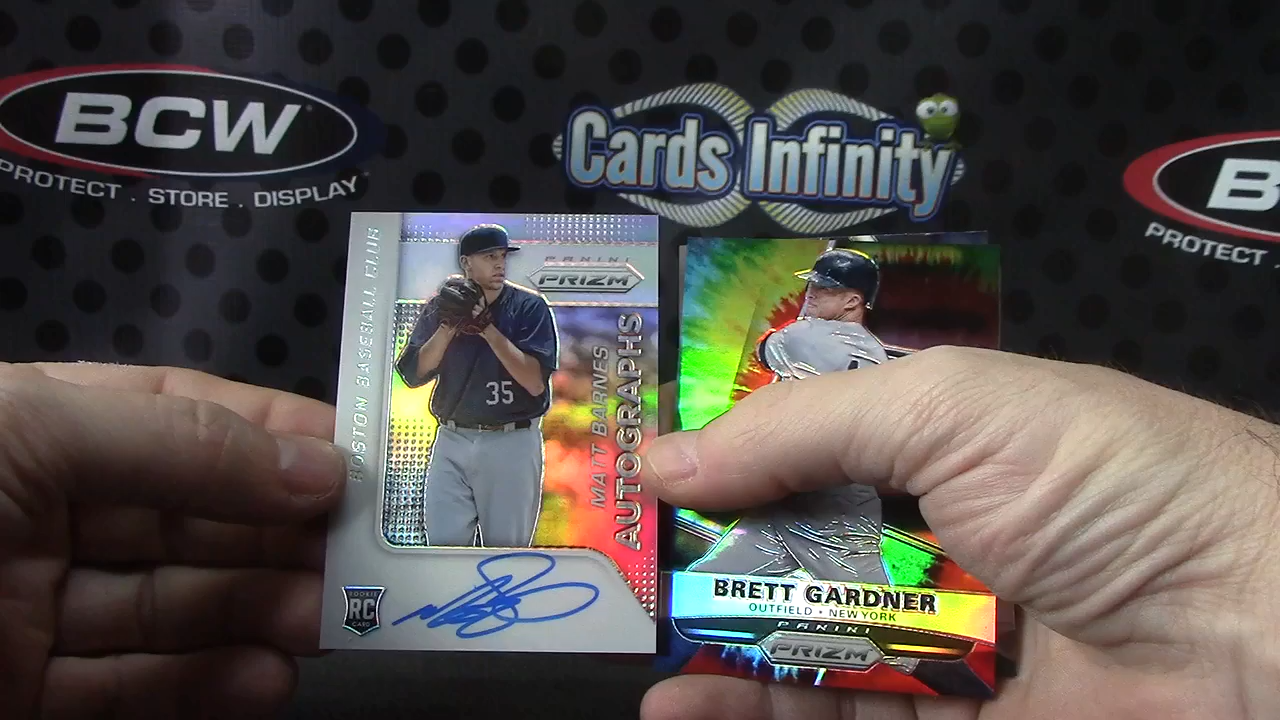 BCW
PROTECT . STORE . DISPLAY
Cards Infinity
B
PROTECT
BOSTON BASEBALL CLUB
PANINI
PRIZM
35
MATT BARNES
AUTOGRAPHS
ROOKIE
RC
CARD
BRETT GARDNER
OUTFIELD • NEW YORK
PANINI
PRIZM